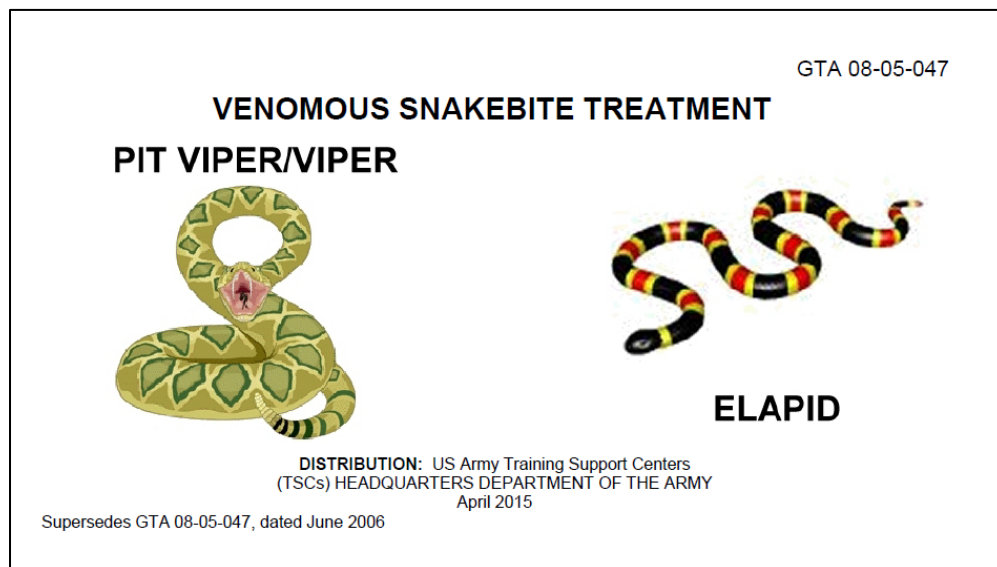 GTA 08-05-047
VENOMOUS SNAKEBITE TREATMENT
PIT VIPER/VIPER
ELAPID
DISTRIBUTION: US Army Training Support Centers
(TSCs) HEADQUARTERS DEPARTMENT OF THE ARMY
April 2015
Supersedes GTA 08-05-047, dated June 2006